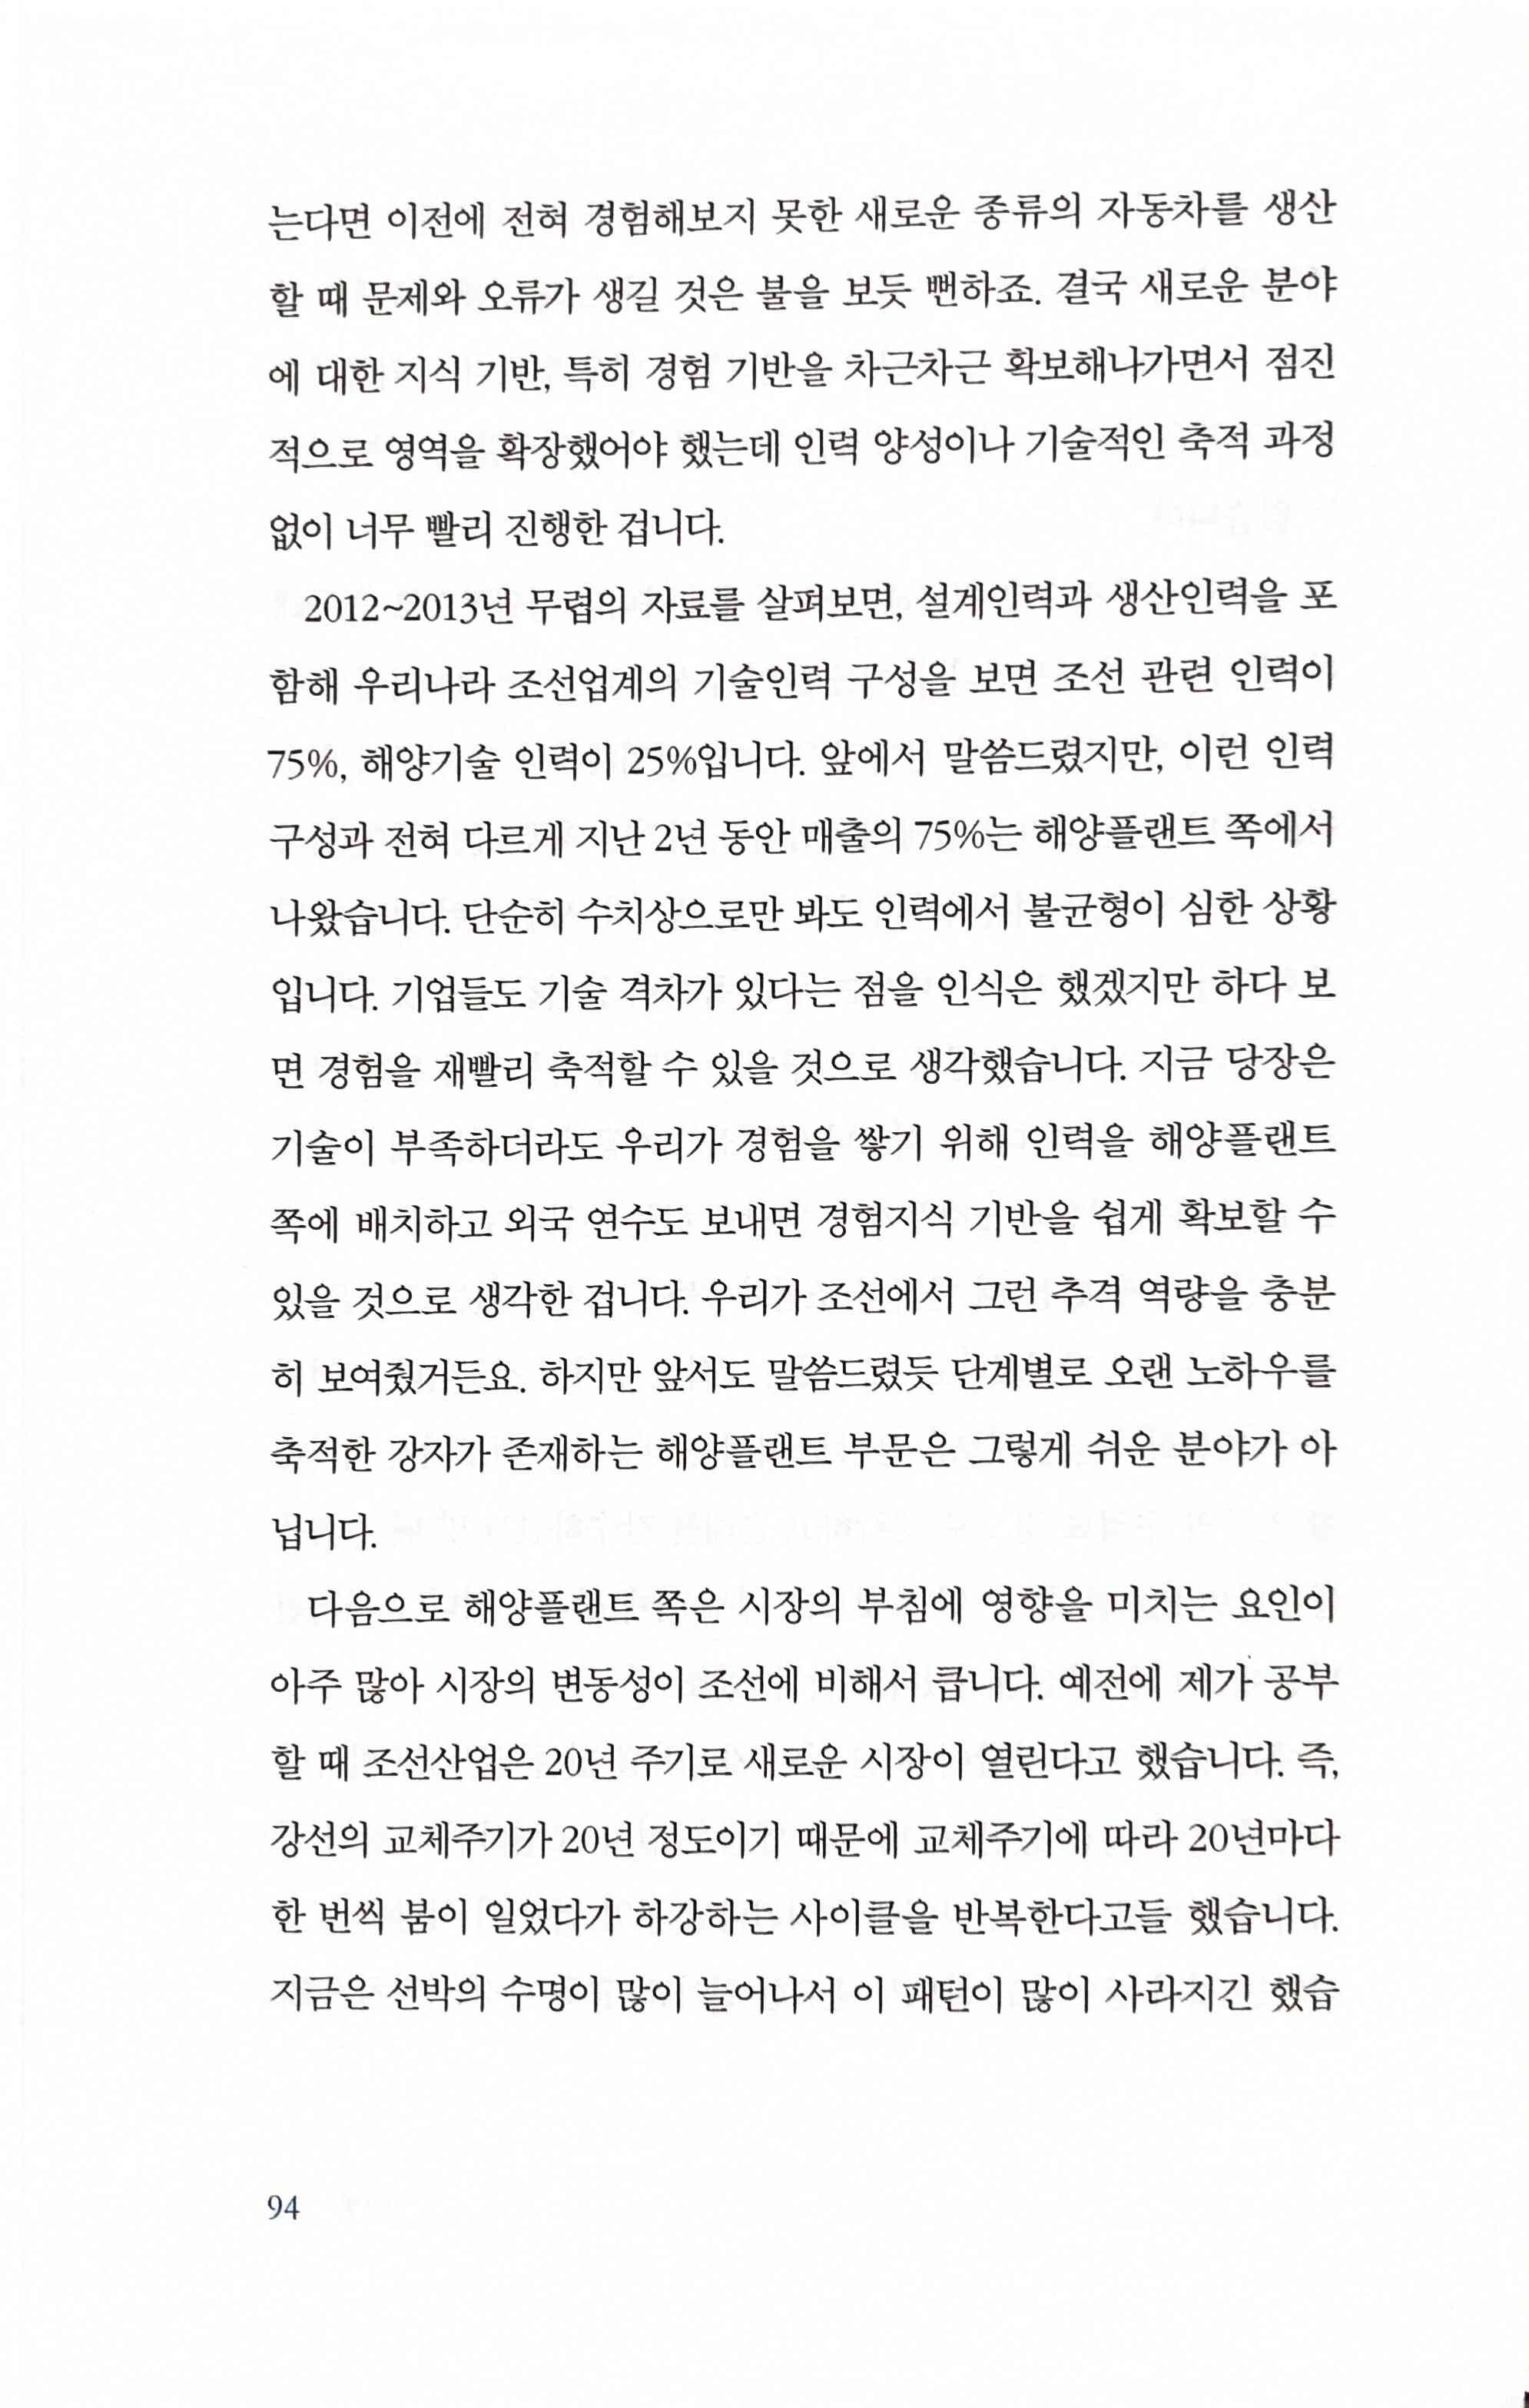 는다면 이전에 전혀 경험해보지 못한 새로운 종류의 자동차를 생산
할 때 문제와 오류가 생길 것은 불을 보듯 뻔하죠. 결국 새로운 분야
에 대한 지식 기반, 특히 경험 기반을 차근차근 확보해나가면서 점진
적으로 영역을 확장했어야 했는데 인력 양성이나 기술적인 축적 과정
없이 너무 빨리 진행한 겁니다.
2012~2013년 무렵의 자료를 살펴보면, 설계인력과 생산인력을 포
함해 우리나라 조선업계의 기술인력 구성을 보면 조선 관련 인력이
75%, 해양기술 인력이 25%입니다. 앞에서 말씀드렸지만, 이런 인력
구성과 전혀 다르게 지난 2년 동안 매출의 75%는 해양플랜트 쪽에서
나왔습니다. 단순히 수치상으로만 봐도 인력에서 불균형이 심한 상황
입니다. 기업들도 기술 격차가 있다는 점을 인식은 했겠지만 하다 보
면 경험을 재빨리 축적할 수 있을 것으로 생각했습니다. 지금 당장은
기술이 부족하더라도 우리가 경험을 쌓기 위해 인력을 해양플랜트
쪽에 배치하고 외국 연수도 보내면 경험지식 기반을 쉽게 확보할 수
있을 것으로 생각한 겁니다. 우리가 조선에서 그런 추격 역량을 충분
히 보여줬거든요. 하지만 앞서도 말씀드렸듯 단계별로 오랜 노하우를
축적한 강자가 존재하는 해양플랜트 부문은 그렇게 쉬운 분야가 아
닙니다.
다음으로 해양플랜트 쪽은 시장의 부침에 영향을 미치는 요인이
아주 많아 시장의 변동성이 조선에 비해서 큽니다. 예전에 제가 공부
할 때 조선산업은 20년 주기로 새로운 시장이 열린다고 했습니다. 즉,
강선의 교체주기가 20년 정도이기 때문에 교체주기에 따라 20년마다
한 번씩 붐이 일었다가 하강하는 사이클을 반복한다고들 했습니다.
지금은 선박의 수명이 많이 늘어나서 이 패턴이 많이 사라지긴 했습
94